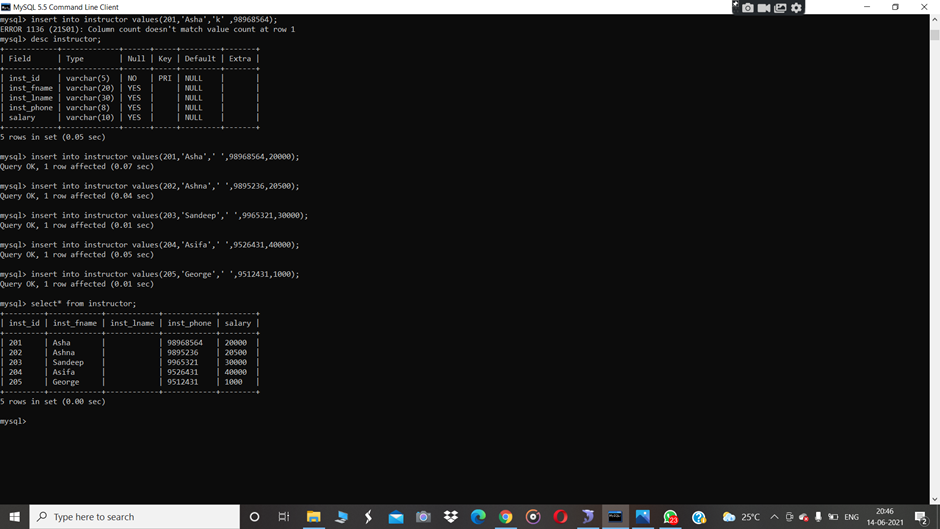 MySQL 5.5 Command Line Client
mysql> insert into instructor values(201,'Asha','k' ,98968564);
ERROR 1136 (21S01): Column count doesn't match value count at row 1
mysql> desc instructor;
+------------+-------------+------+-----+---------+-------+
| Field      | Type        | Null | Key | Default | Extra |
+------------+-------------+------+-----+---------+-------+
| inst_id    | varchar(5)  | NO   | PRI | NULL    |       |
| inst_fname | varchar(20) | YES  |     | NULL    |       |
| inst_lname | varchar(30) | YES  |     | NULL    |       |
| inst_phone | varchar(8)  | YES  |     | NULL    |       |
| salary     | varchar(10) | YES  |     | NULL    |       |
+------------+-------------+------+-----+---------+-------+
5 rows in set (0.05 sec)
mysql> insert into instructor values(201,'Asha',' ',98968564,20000);
Query OK, 1 row affected (0.07 sec)
mysql> insert into instructor values(202,'Ashna',' ',9895236,20500);
Query OK, 1 row affected (0.04 sec)
mysql> insert into instructor values(203,'Sandeep',' ',9965321,30000);
Query OK, 1 row affected (0.01 sec)
mysql> insert into instructor values(204,'Asifa',' ',9526431,40000);
Query OK, 1 row affected (0.05 sec)
mysql> insert into instructor values(205,'George',' ',9512431,1000);
Query OK, 1 row affected (0.01 sec)
mysql> select* from instructor;
+---------+------------+------------+------------+--------+
| inst_id | inst_fname | inst_lname | inst_phone | salary |
+---------+------------+------------+------------+--------+
| 201     | Asha       |            | 98968564   | 20000  |
| 202     | Ashna      |            | 9895236    | 20500  |
| 203     | Sandeep    |            | 9965321    | 30000  |
| 204     | Asifa      |            | 9526431    | 40000  |
| 205     | George     |            | 9512431    | 1000   |
+---------+------------+------------+------------+--------+
5 rows in set (0.00 sec)
mysql>
Type here to search
23
25°C
ENG
20:46
14-06-2021
2